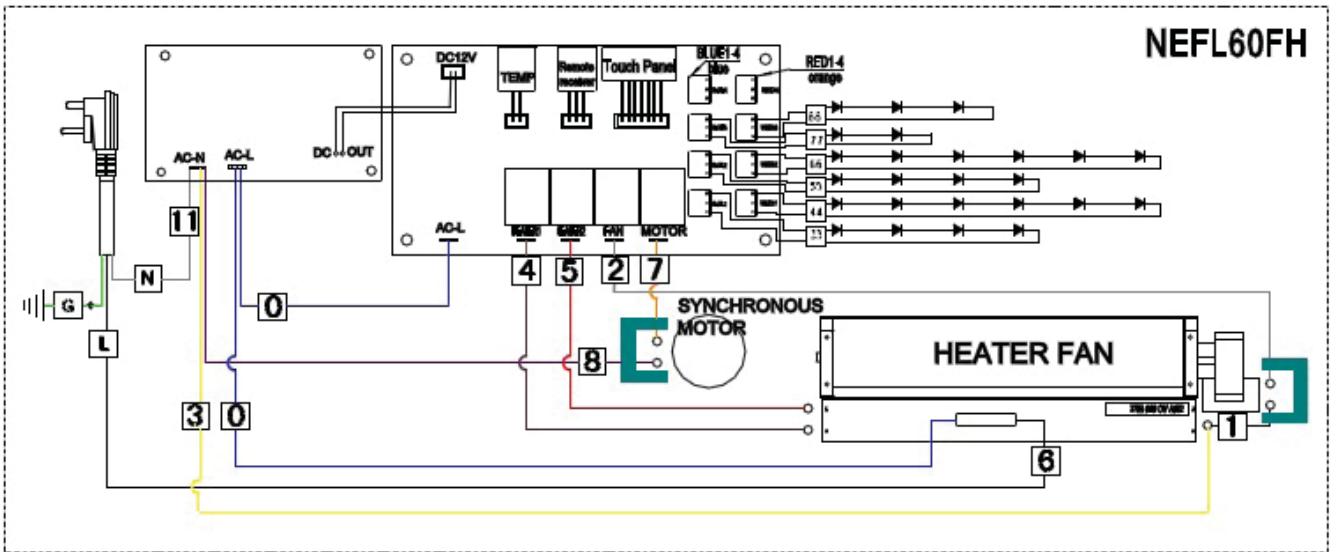 NEFL60FH
DC12V
TEMP
Remote
receiver
Touch Panel
BLUE1-4
blue
RED1-4
orange
AC-N
AC-L
DC
OUT
AC-L
FAN
MOTOR
66
77
55
44
33
11
N
G
L
0
4
5
2
7
8
SYNCHRONOUS
MOTOR
HEATER FAN
3
0
1
6